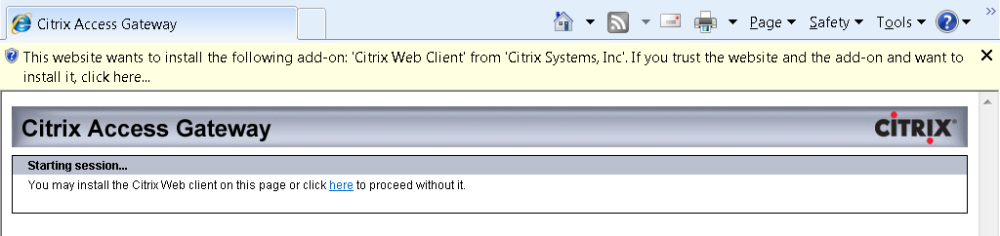 Citrix Access Gateway
Page Safety Tools
This website wants to install the following add-on: 'Citrix Web Client' from 'Citrix Systems, Inc'. If you trust the website and the add-on and want to
install it, click here...
Citrix Access Gateway
CITRIX
Starting session...
You may install the Citrix Web client on this page or click here to proceed without it.